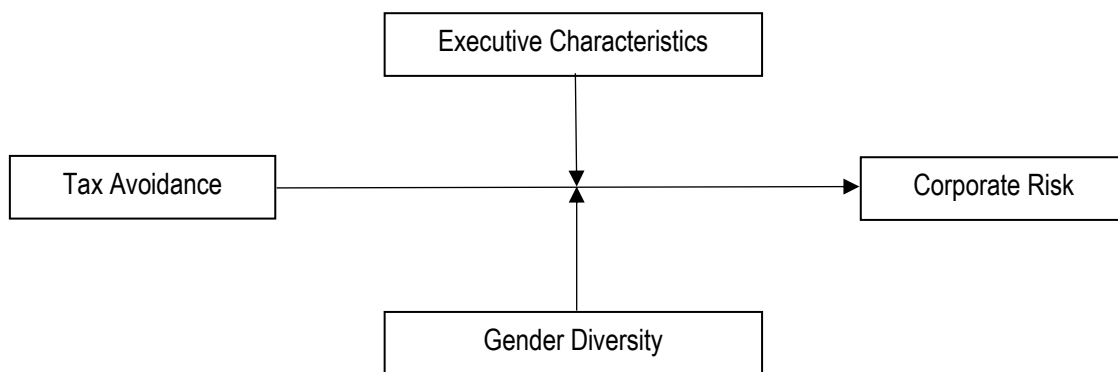 Executive Characteristics
Tax Avoidance
Corporate Risk
Gender Diversity